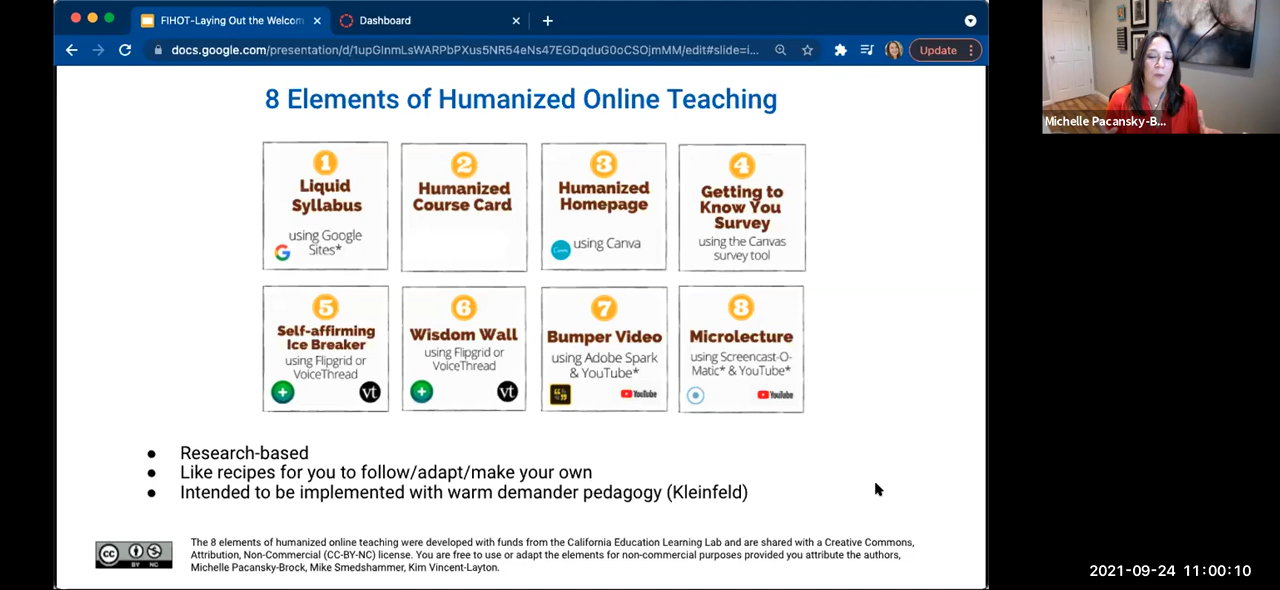 FIHOT-Laying Out the Welcom
Dashboard
docs.google.com/presentation/d/1upGlnmLsWARPbPXus5NR54eNs47EGDqduG0oCSOjmMM/edit#slide=i...
Update
Michelle Pacansky-B...
8 Elements of Humanized Online Teaching
1
Liquid
Syllabus
using Google
Sites*
2
Humanized
Course Card
3
Humanized
Homepage
Canva
using Canva
4
Getting to
Know You
Survey
using the Canvas
survey tool
5
Self-affirming
Ice Breaker
using Flipgrid or
VoiceThread
vt
6
Wisdom Wall
using Flipgrid or
VoiceThread
vt
7
Bumper Video
using Adobe Spark
& YouTube*
YouTube
8
Microlecture
using Screencast-O-
Matic* & YouTube*
YouTube
● Research-based
● Like recipes for you to follow/adapt/make your own
● Intended to be implemented with warm demander pedagogy (Kleinfeld)
cc
BY NC
The 8 elements of humanized online teaching were developed with funds from the California Education Learning Lab and are shared with a Creative Commons,
Attribution, Non-Commercial (CC-BY-NC) license. You are free to use or adapt the elements for non-commercial purposes provided you attribute the authors,
Michelle Pacansky-Brock, Mike Smedshammer, Kim Vincent-Layton.
2021-09-24 11:00:10